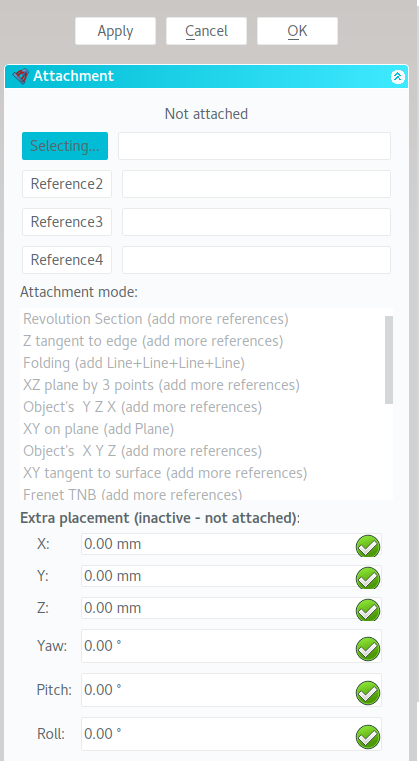 Apply Cancel OK
Attachment
Not attached
Selecting...
Reference2
Reference3
Reference4
Attachment mode:
Revolution Section (add more references)
Z tangent to edge (add more references)
Folding (add Line+Line+Line+Line)
XZ plane by 3 points (add more references)
Object's  Y Z X (add more references)
XY on plane (add Plane)
Object's  X Y Z (add more references)
XY tangent to surface (add more references)
Frenet TNB (add more references)
Extra placement (inactive - not attached):
X: 0.00 mm
Y: 0.00 mm
Z: 0.00 mm
Yaw: 0.00 °
Pitch: 0.00 °
Roll: 0.00 °